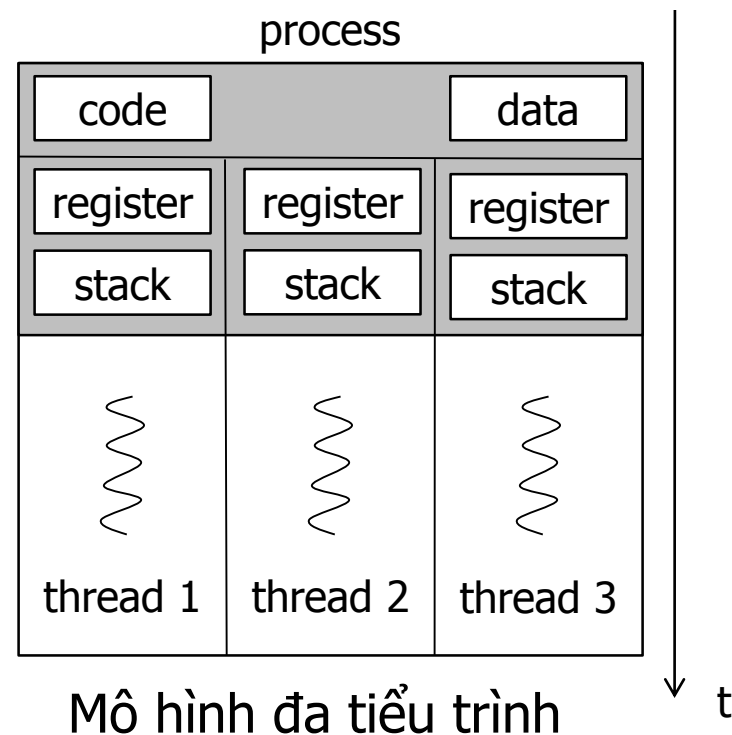 process
code data
register register register
stack stack stack
thread 1 thread 2 thread 3
Mô hình đa tiểu trình
t